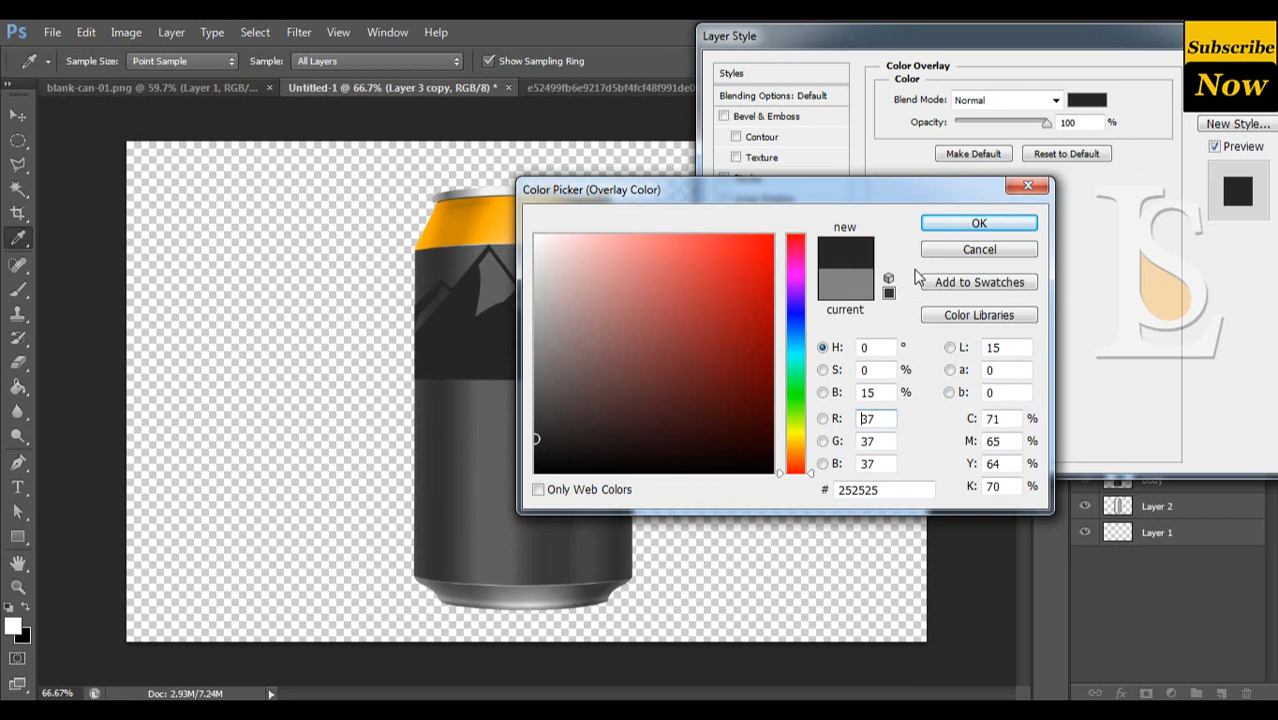 Ps File Edit Image Layer Type Select Filter View Window Help
Sample Size: Point Sample Sample: All Layers Show Sampling Ring
blank-can-01.png @ 59.7% (Layer 1, RGB/... × Untitled-1 @ 66.7% (Layer 3 copy, RGB/8) * × e52499fb6e9217d5bf4fcf48f991de0
Layer Style
Styles
Blending Options: Default
Bevel & Emboss
Contour
Texture
Color Overlay
Color
Blend Mode: Normal
Opacity: 100 %
Make Default Reset to Default
Subscribe
Now
New Style...
Preview
Color Picker (Overlay Color)
new
current
OK
Cancel
Add to Swatches
Color Libraries
H: 0 °
S: 0 %
B: 15 %
R: 37
G: 37
B: 37
# 252525
L: 15
a: 0
b: 0
C: 71 %
M: 65 %
Y: 64 %
K: 70 %
Only Web Colors
body
Layer 2
Layer 1
66.67% Doc: 2.93M/7.24M